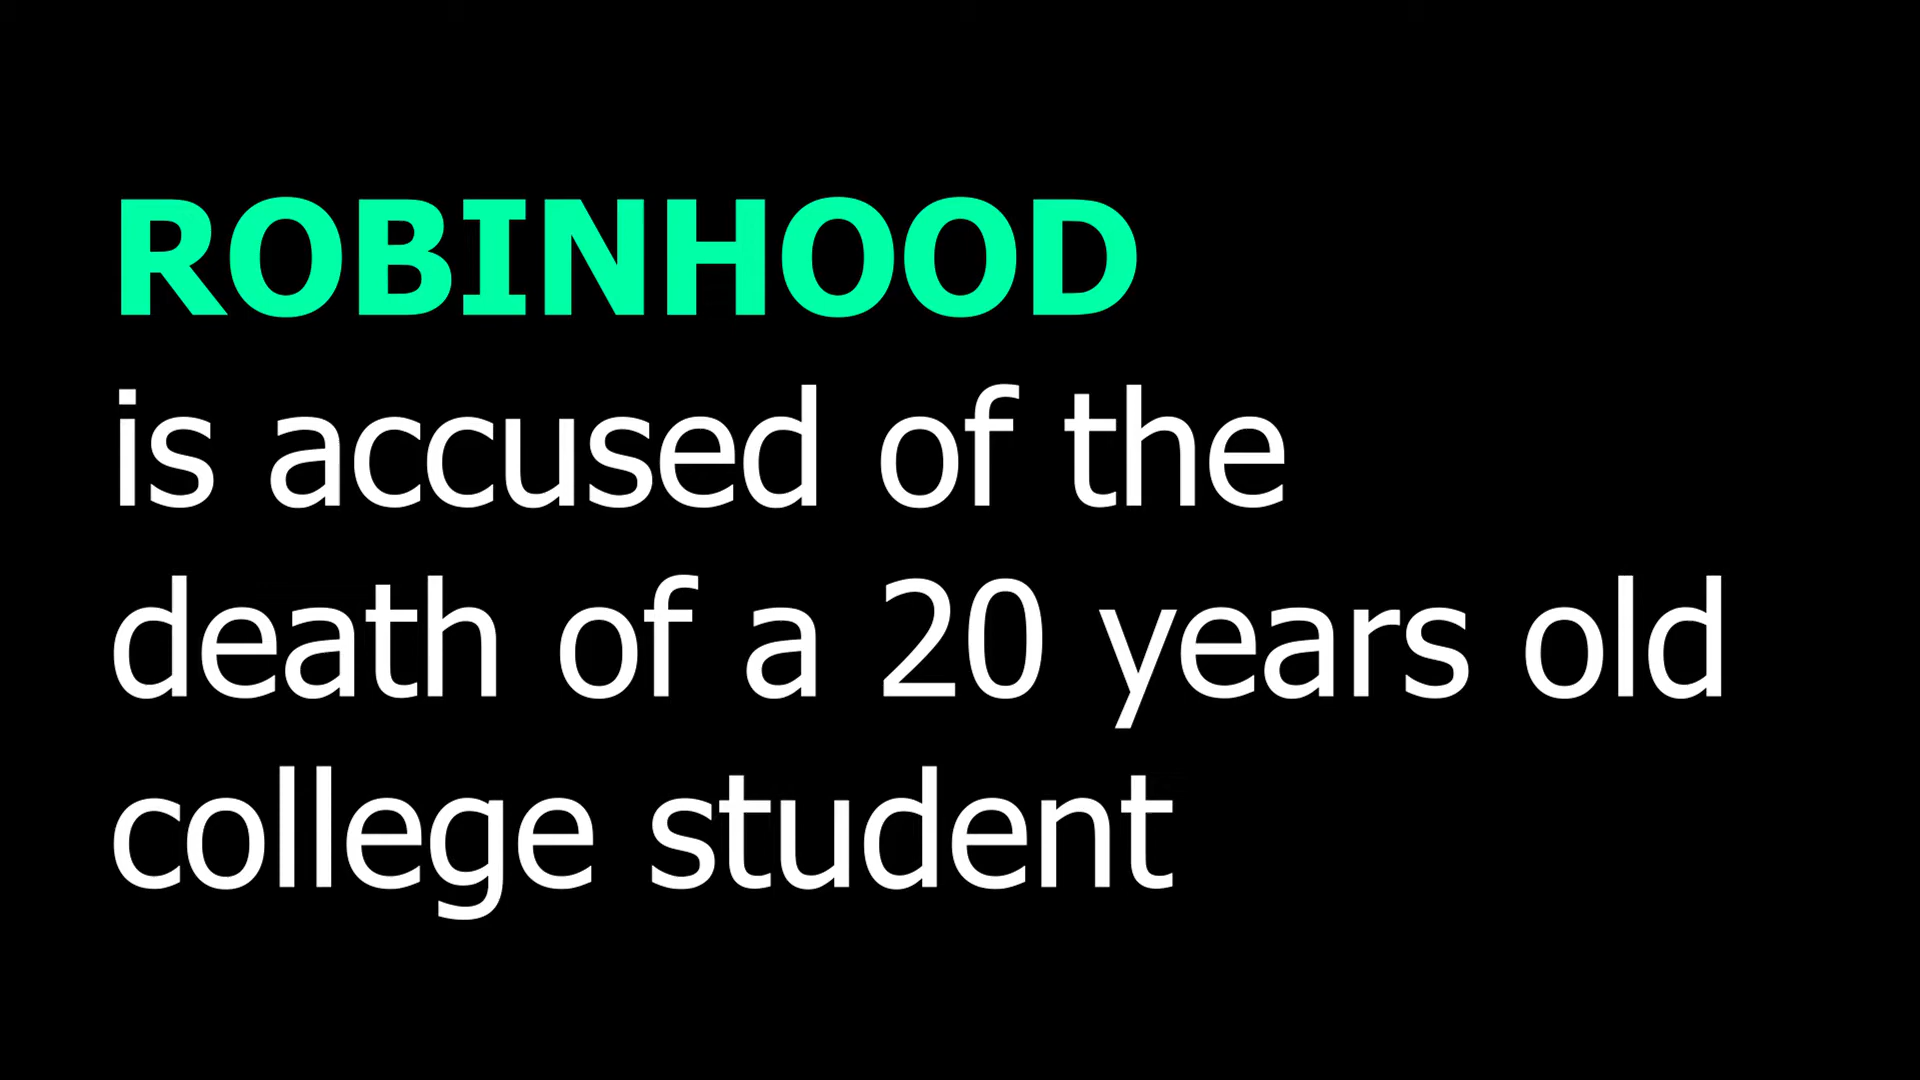 ROBINHOOD
is accused of the
death of a 20 years old
college student